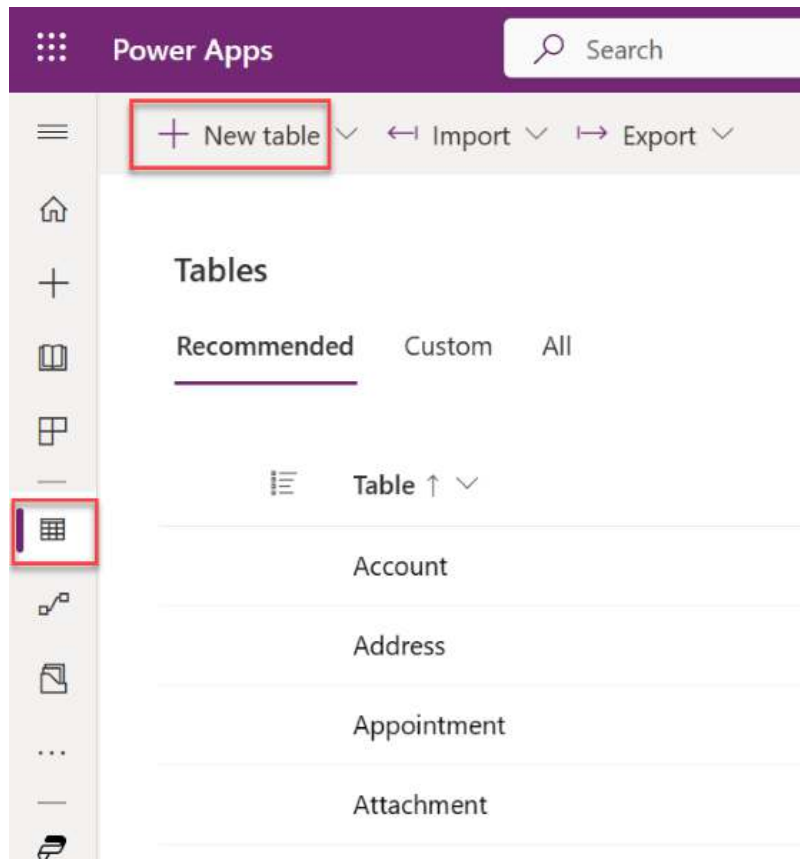 Power Apps
Search
New table
Import
Export
Tables
Recommended Custom All
Table
Account
Address
Appointment
Attachment